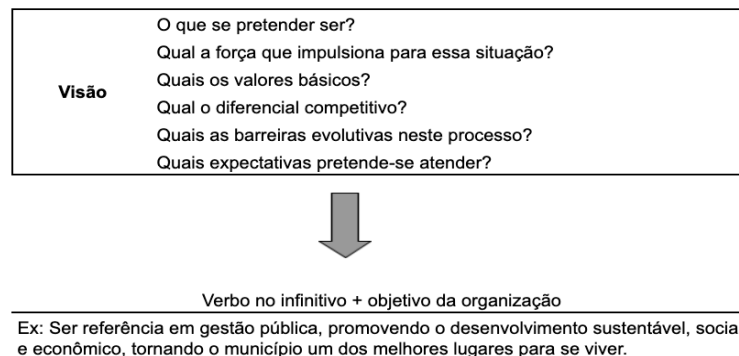 O que se pretender ser?
Qual a força que impulsiona para essa situação?
Visão
Quais os valores básicos?
Qual o diferencial competitivo?
Quais as barreiras evolutivas neste processo?
Quais expectativas pretende-se atender?
Verbo no infinitivo + objetivo da organização
Ex: Ser referência em gestão pública, promovendo o desenvolvimento sustentável, socia
e econômico, tornando o município um dos melhores lugares para se viver.